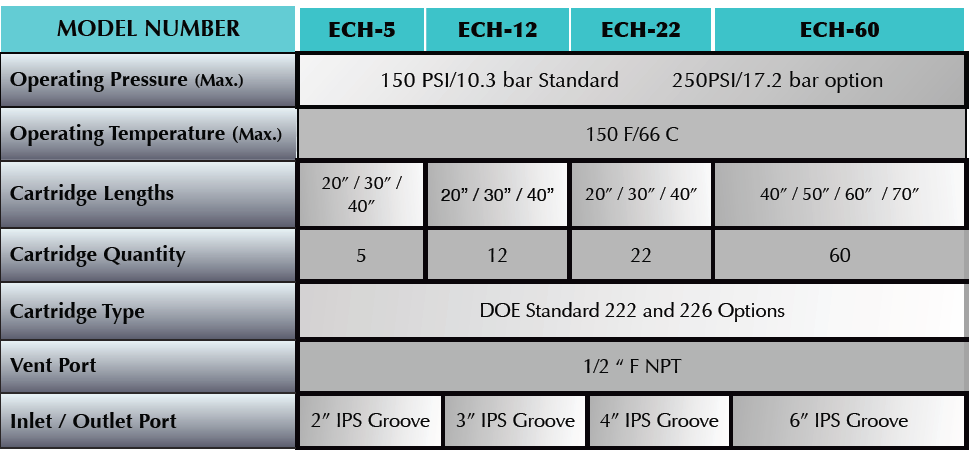 MODEL NUMBER ECH-5 ECH-12 ECH-22 ECH-60
Operating Pressure (Max.) 150 PSI/10.3 bar Standard 250PSI/17.2 bar option
Operating Temperature (Max.) 150 F/66 C
Cartridge Lengths 20″ / 30″ / 40″ 20” / 30” / 40” 20″ / 30″ / 40″ 40″ / 50″ / 60″ / 70″
Cartridge Quantity 5 12 22 60
Cartridge Type DOE Standard 222 and 226 Options
Vent Port 1/2 “ F NPT
Inlet / Outlet Port 2″ IPS Groove 3″ IPS Groove 4″ IPS Groove 6″ IPS Groove